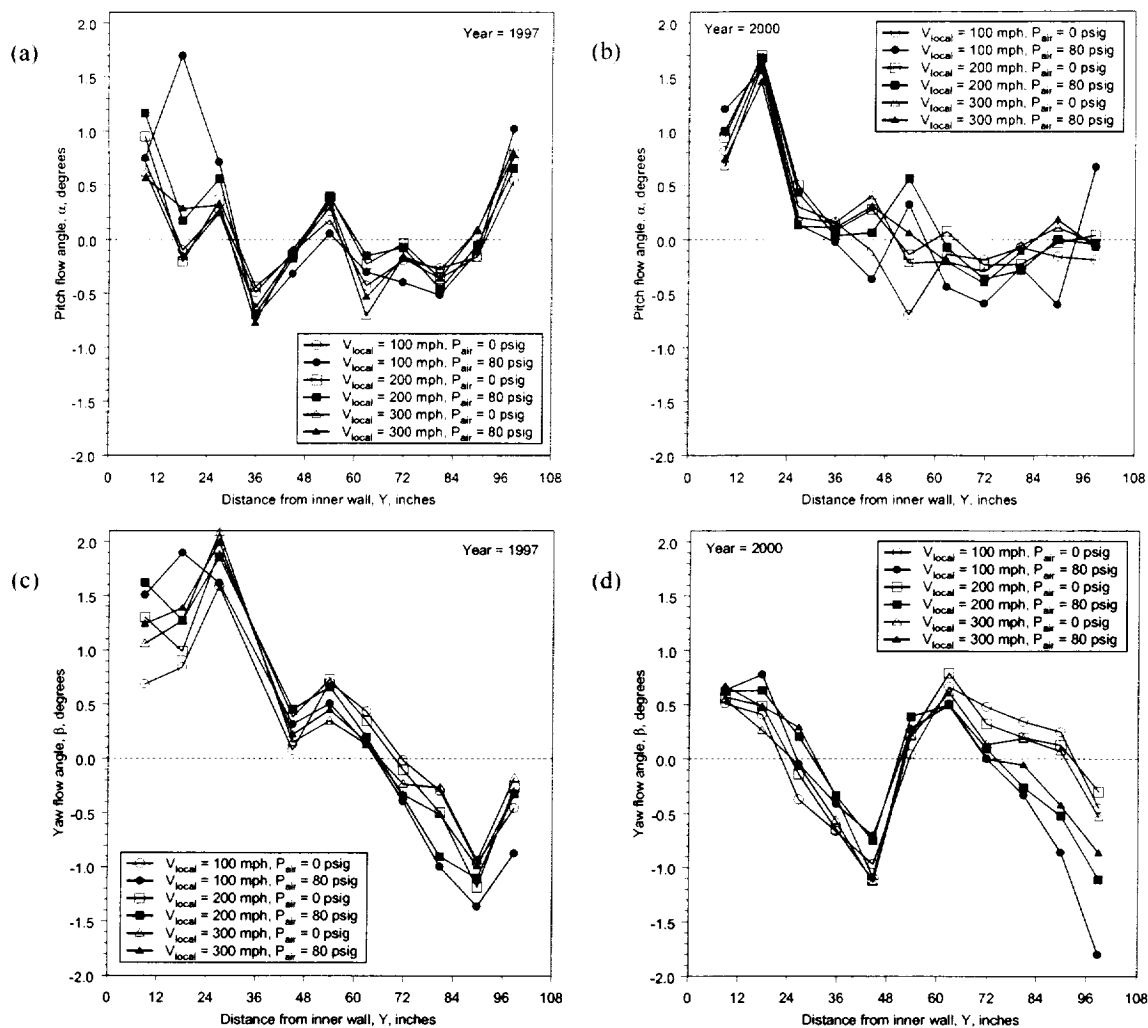 (a)
Year = 1997
2.0
1.5
1.0
0.5
0.0
-0.5
-1.0
-1.5
-2.0
Pitch flow angle, α, degrees
V_local = 100 mph, P_air = 0 psig
V_local = 100 mph, P_air = 80 psig
V_local = 200 mph, P_air = 0 psig
V_local = 200 mph, P_air = 80 psig
V_local = 300 mph, P_air = 0 psig
V_local = 300 mph, P_air = 80 psig
0 12 24 36 48 60 72 84 96 108
Distance from inner wall, Y, inches
(b)
Year = 2000
2.0
1.5
1.0
0.5
0.0
-0.5
-1.0
-1.5
-2.0
Pitch flow angle, α, degrees
V_local = 100 mph, P_air = 0 psig
V_local = 100 mph, P_air = 80 psig
V_local = 200 mph, P_air = 0 psig
V_local = 200 mph, P_air = 80 psig
V_local = 300 mph, P_air = 0 psig
V_local = 300 mph, P_air = 80 psig
0 12 24 36 48 60 72 84 96 108
Distance from inner wall, Y, inches
(c)
Year = 1997
2.0
1.5
1.0
0.5
0.0
-0.5
-1.0
-1.5
-2.0
Yaw flow angle, β, degrees
V_local = 100 mph, P_air = 0 psig
V_local = 100 mph, P_air = 80 psig
V_local = 200 mph, P_air = 0 psig
V_local = 200 mph, P_air = 80 psig
V_local = 300 mph, P_air = 0 psig
V_local = 300 mph, P_air = 80 psig
0 12 24 36 48 60 72 84 96 108
Distance from inner wall, Y, inches
(d)
Year = 2000
2.0
1.5
1.0
0.5
0.0
-0.5
-1.0
-1.5
-2.0
Yaw flow angle, β, degrees
V_local = 100 mph, P_air = 0 psig
V_local = 100 mph, P_air = 80 psig
V_local = 200 mph, P_air = 0 psig
V_local = 200 mph, P_air = 80 psig
V_local = 300 mph, P_air = 0 psig
V_local = 300 mph, P_air = 80 psig
0 12 24 36 48 60 72 84 96 108
Distance from inner wall, Y, inches